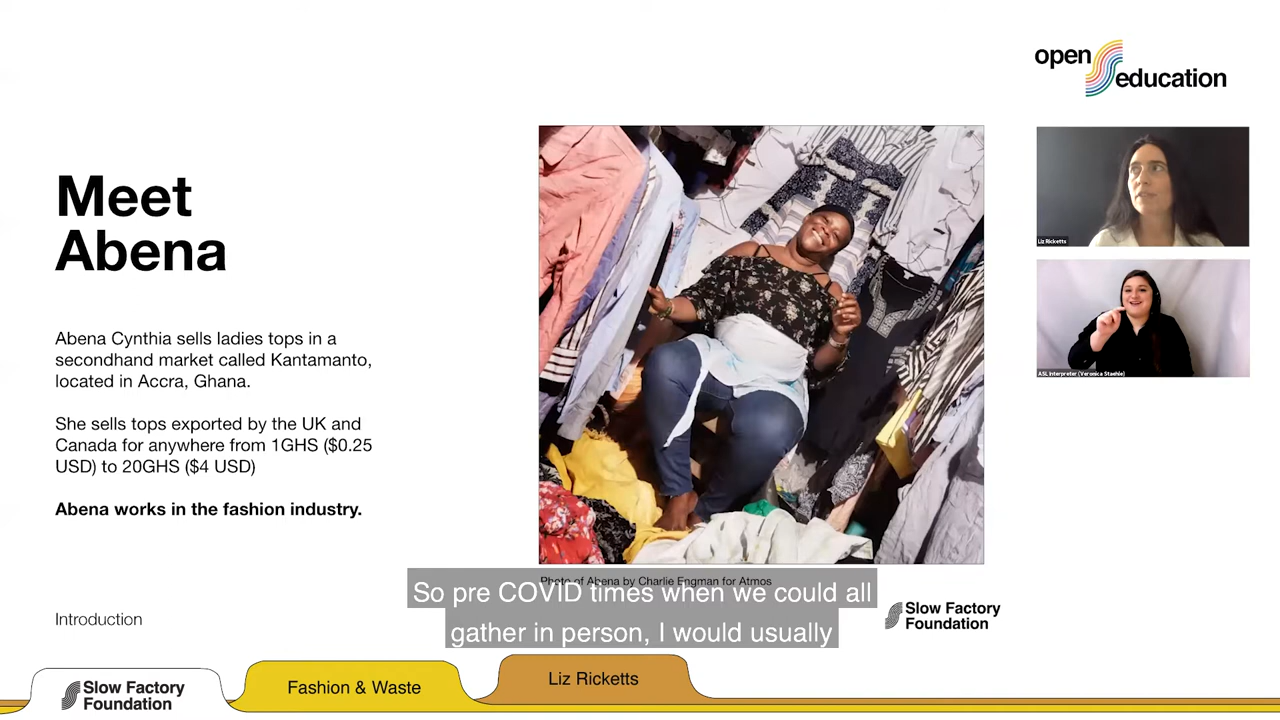 open
education
Meet
Abena
Liz Ricketts
ASL Interpreter (Veronica Staehle)
Abena Cynthia sells ladies tops in a
secondhand market called Kantamanto,
located in Accra, Ghana.
She sells tops exported by the UK and
Canada for anywhere from 1GHS ($0.25
USD) to 20GHS ($4 USD)
Abena works in the fashion industry.
Photo of Abena by Charlie Engman for Atmos
So pre COVID times when we could all
gather in person, I would usually
Introduction
Slow Factory
Foundation
Slow Factory
Foundation
Fashion & Waste
Liz Ricketts